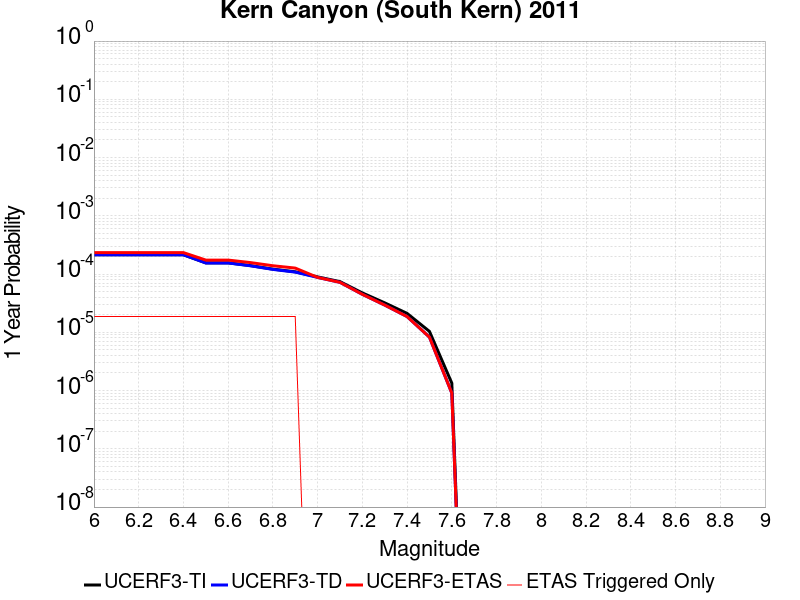 Kern Canyon (South Kern) 2011
10^0
10^-1
10^-2
10^-3
10^-4
10^-5
10^-6
10^-7
10^-8
1 Year Probability
6 6.2 6.4 6.6 6.8 7 7.2 7.4 7.6 7.8 8 8.2 8.4 8.6 8.8 9
Magnitude
UCERF3-TI UCERF3-TD UCERF3-ETAS ETAS Triggered Only